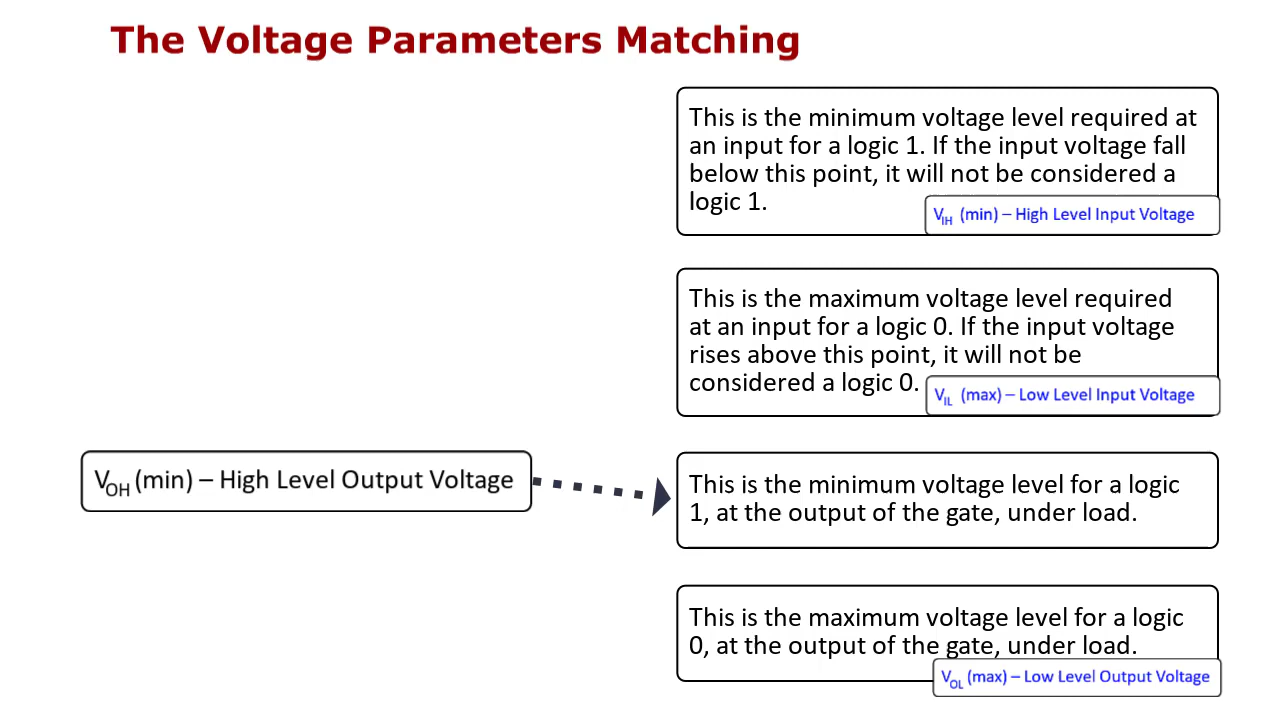 The Voltage Parameters Matching
This is the minimum voltage level required at
an input for a logic 1. If the input voltage fall
below this point, it will not be considered a
logic 1.
V_IH (min) – High Level Input Voltage
This is the maximum voltage level required
at an input for a logic 0. If the input voltage
rises above this point, it will not be
considered a logic 0.
V_IL (max) – Low Level Input Voltage
V_OH (min) – High Level Output Voltage
This is the minimum voltage level for a logic
1, at the output of the gate, under load.
This is the maximum voltage level for a logic
0, at the output of the gate, under load.
V_OL (max) – Low Level Output Voltage